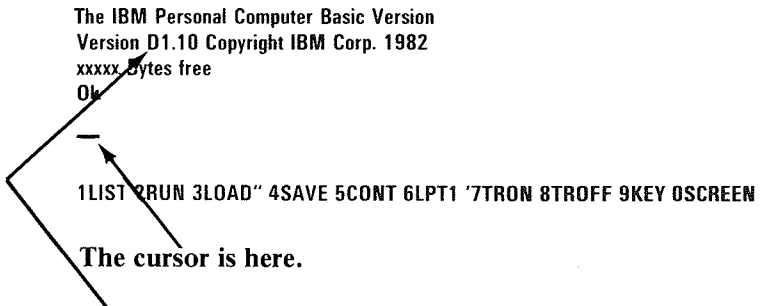 The IBM Personal Computer Basic Version
Version D1.10 Copyright IBM Corp. 1982
xxxxx Bytes free
Ok
1LIST 2RUN 3LOAD" 4SAVE 5CONT 6LPT1 '7TRON 8TROFF 9KEY 0SCREEN
The cursor is here.